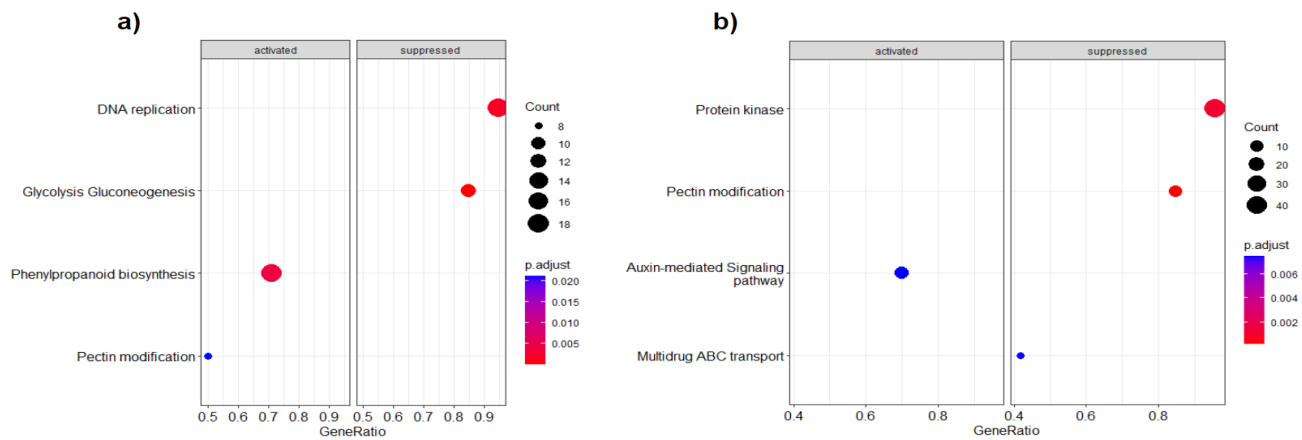 a)
activated
suppressed
DNA replication
Glycolysis Gluconeogenesis
Phenylpropanoid biosynthesis
Pectin modification
0.5 0.6 0.7 0.8 0.9 0.5 0.6 0.7 0.8 0.9
GeneRatio
Count
8
10
12
14
16
18
p.adjust
0.020
0.015
0.010
0.005
b)
activated
suppressed
Protein kinase
Pectin modification
Auxin-mediated Signaling
pathway
Multidrug ABC transport
0.4 0.6 0.8 0.4 0.6 0.8
GeneRatio
Count
10
20
30
40
p.adjust
0.006
0.004
0.002